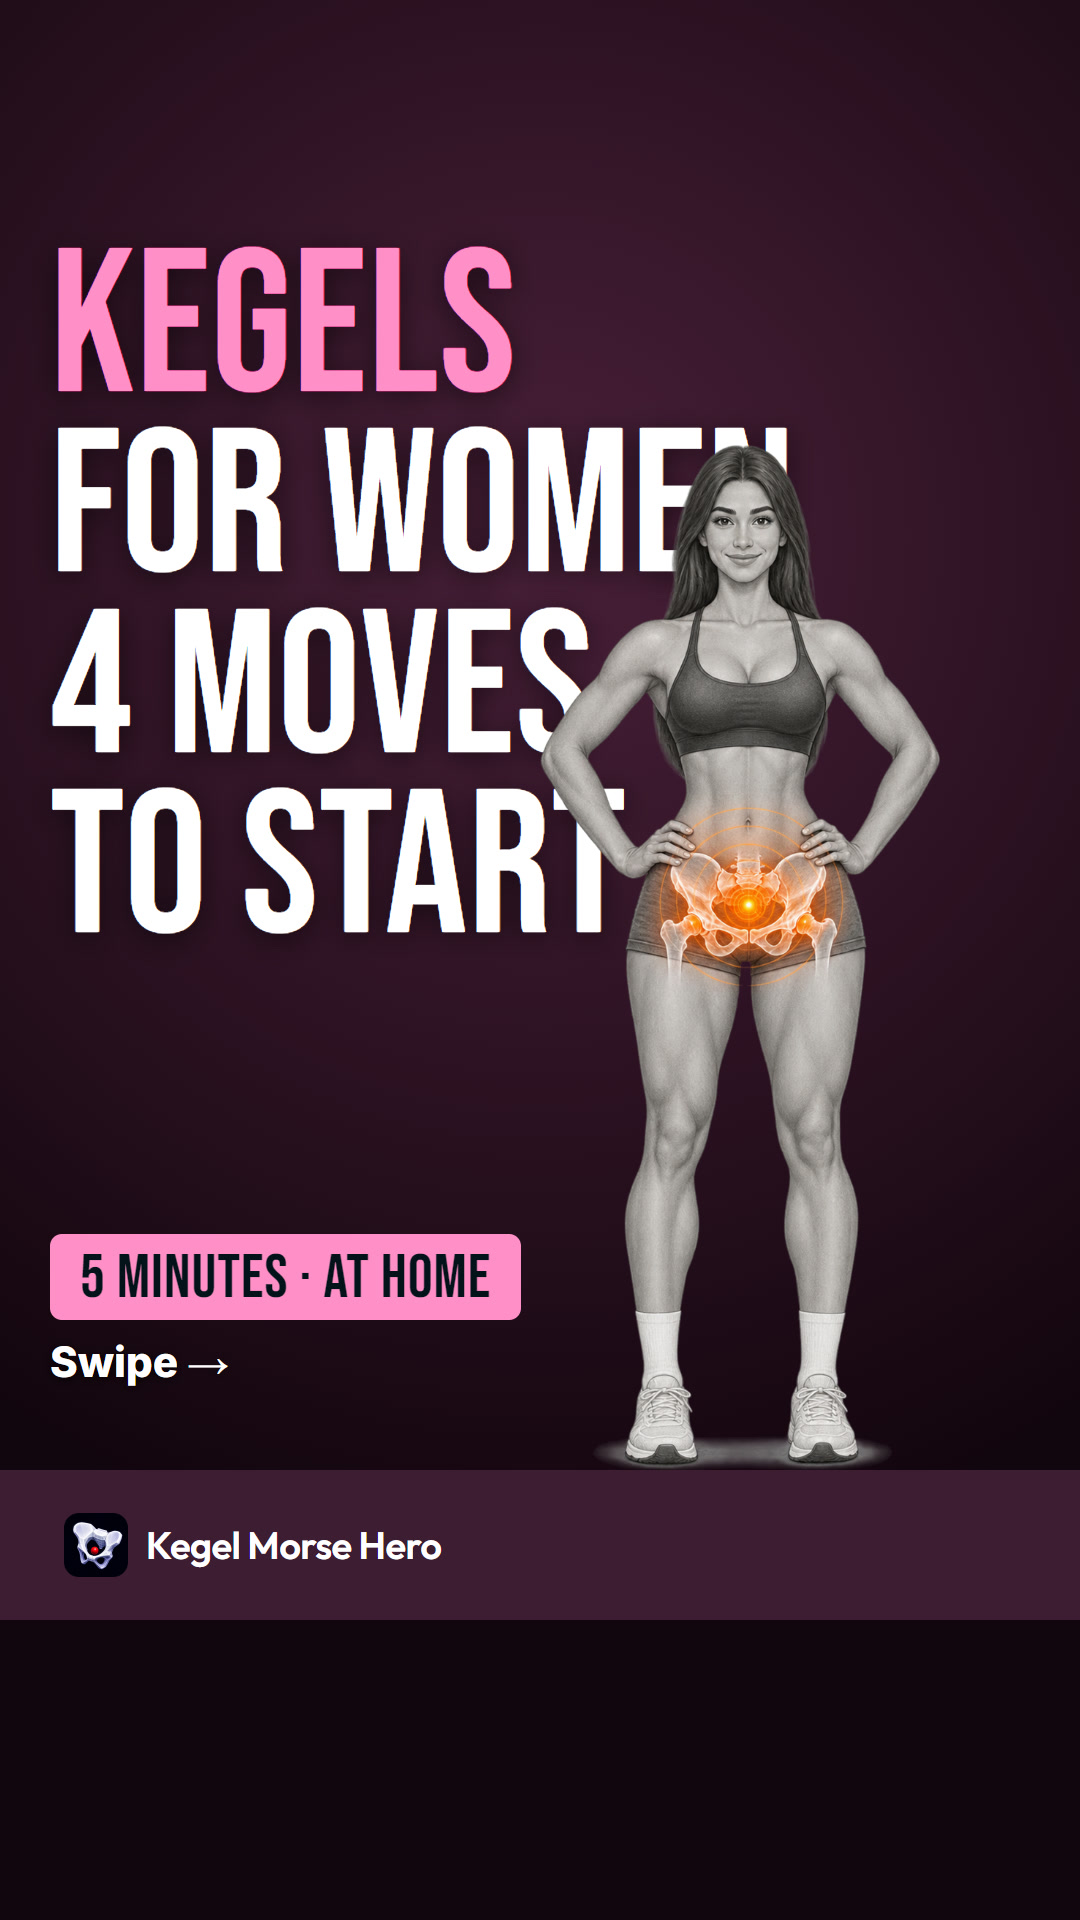 KEGELS
FOR WOMEN
4 MOVES
TO START
5 MINUTES · AT HOME
Swipe →
Kegel Morse Hero